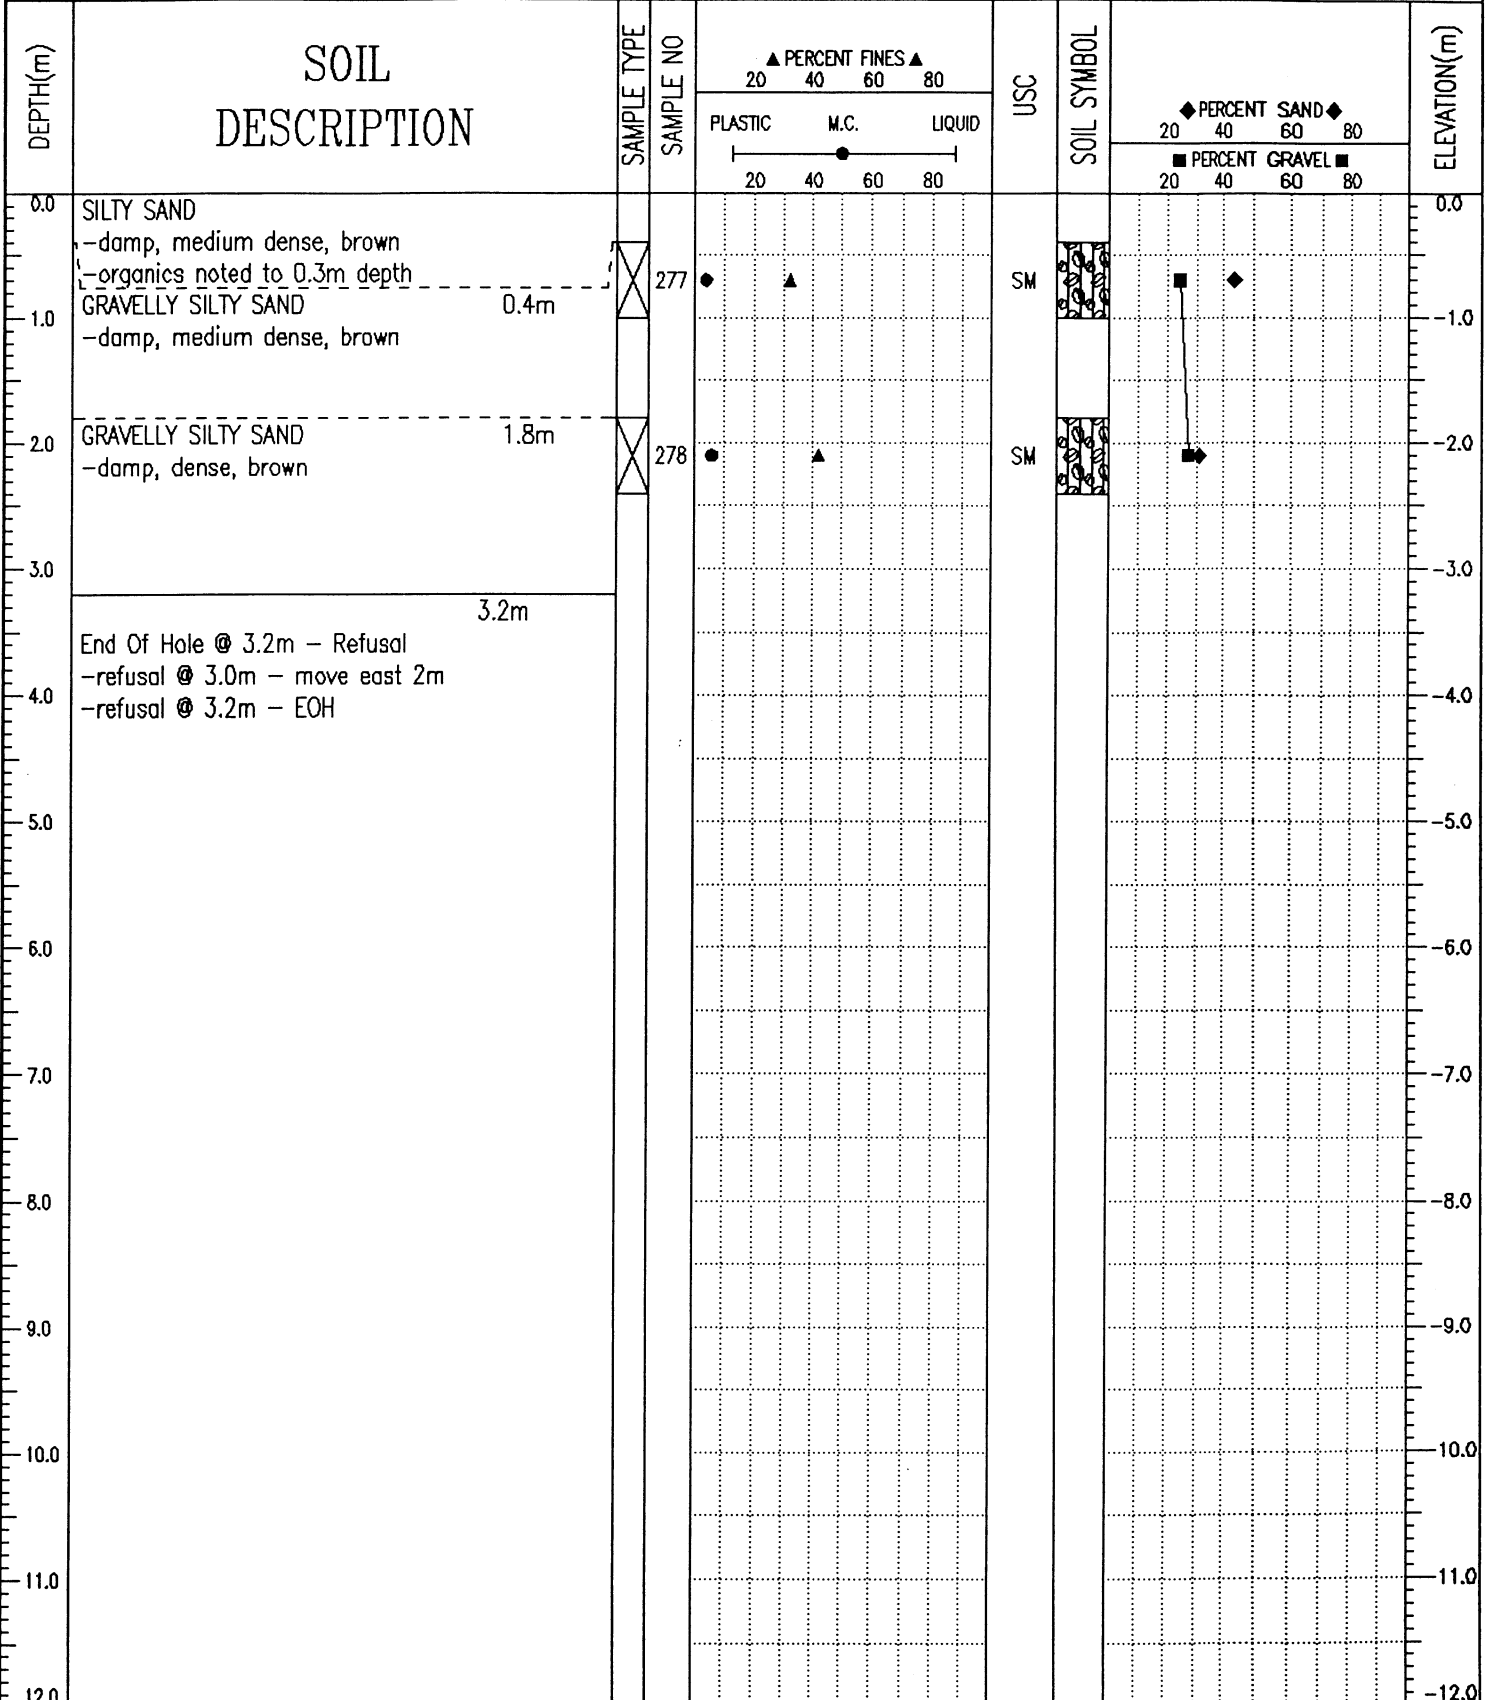 DEPTH(m)
SOIL
DESCRIPTION
SAMPLE TYPE
SAMPLE NO
▲ PERCENT FINES ▲
20 40 60 80
PLASTIC M.C. LIQUID
20 40 60 80
USC
SOIL SYMBOL
◆PERCENT SAND◆
20 40 60 80
■ PERCENT GRAVEL ■
20 40 60 80
ELEVATION(m)
0.0
SILTY SAND
-damp, medium dense, brown
-organics noted to 0.3m depth
GRAVELLY SILTY SAND 0.4m
-damp, medium dense, brown
277
SM
0.0
1.0
-1.0
GRAVELLY SILTY SAND 1.8m
-damp, dense, brown
278
SM
2.0
-2.0
3.0
-3.0
3.2m
End Of Hole @ 3.2m - Refusal
-refusal @ 3.0m - move east 2m
-refusal @ 3.2m - EOH
4.0
-4.0
5.0
-5.0
6.0
-6.0
7.0
-7.0
8.0
-8.0
9.0
-9.0
10.0
-10.0
11.0
-11.0
12.0
-12.0